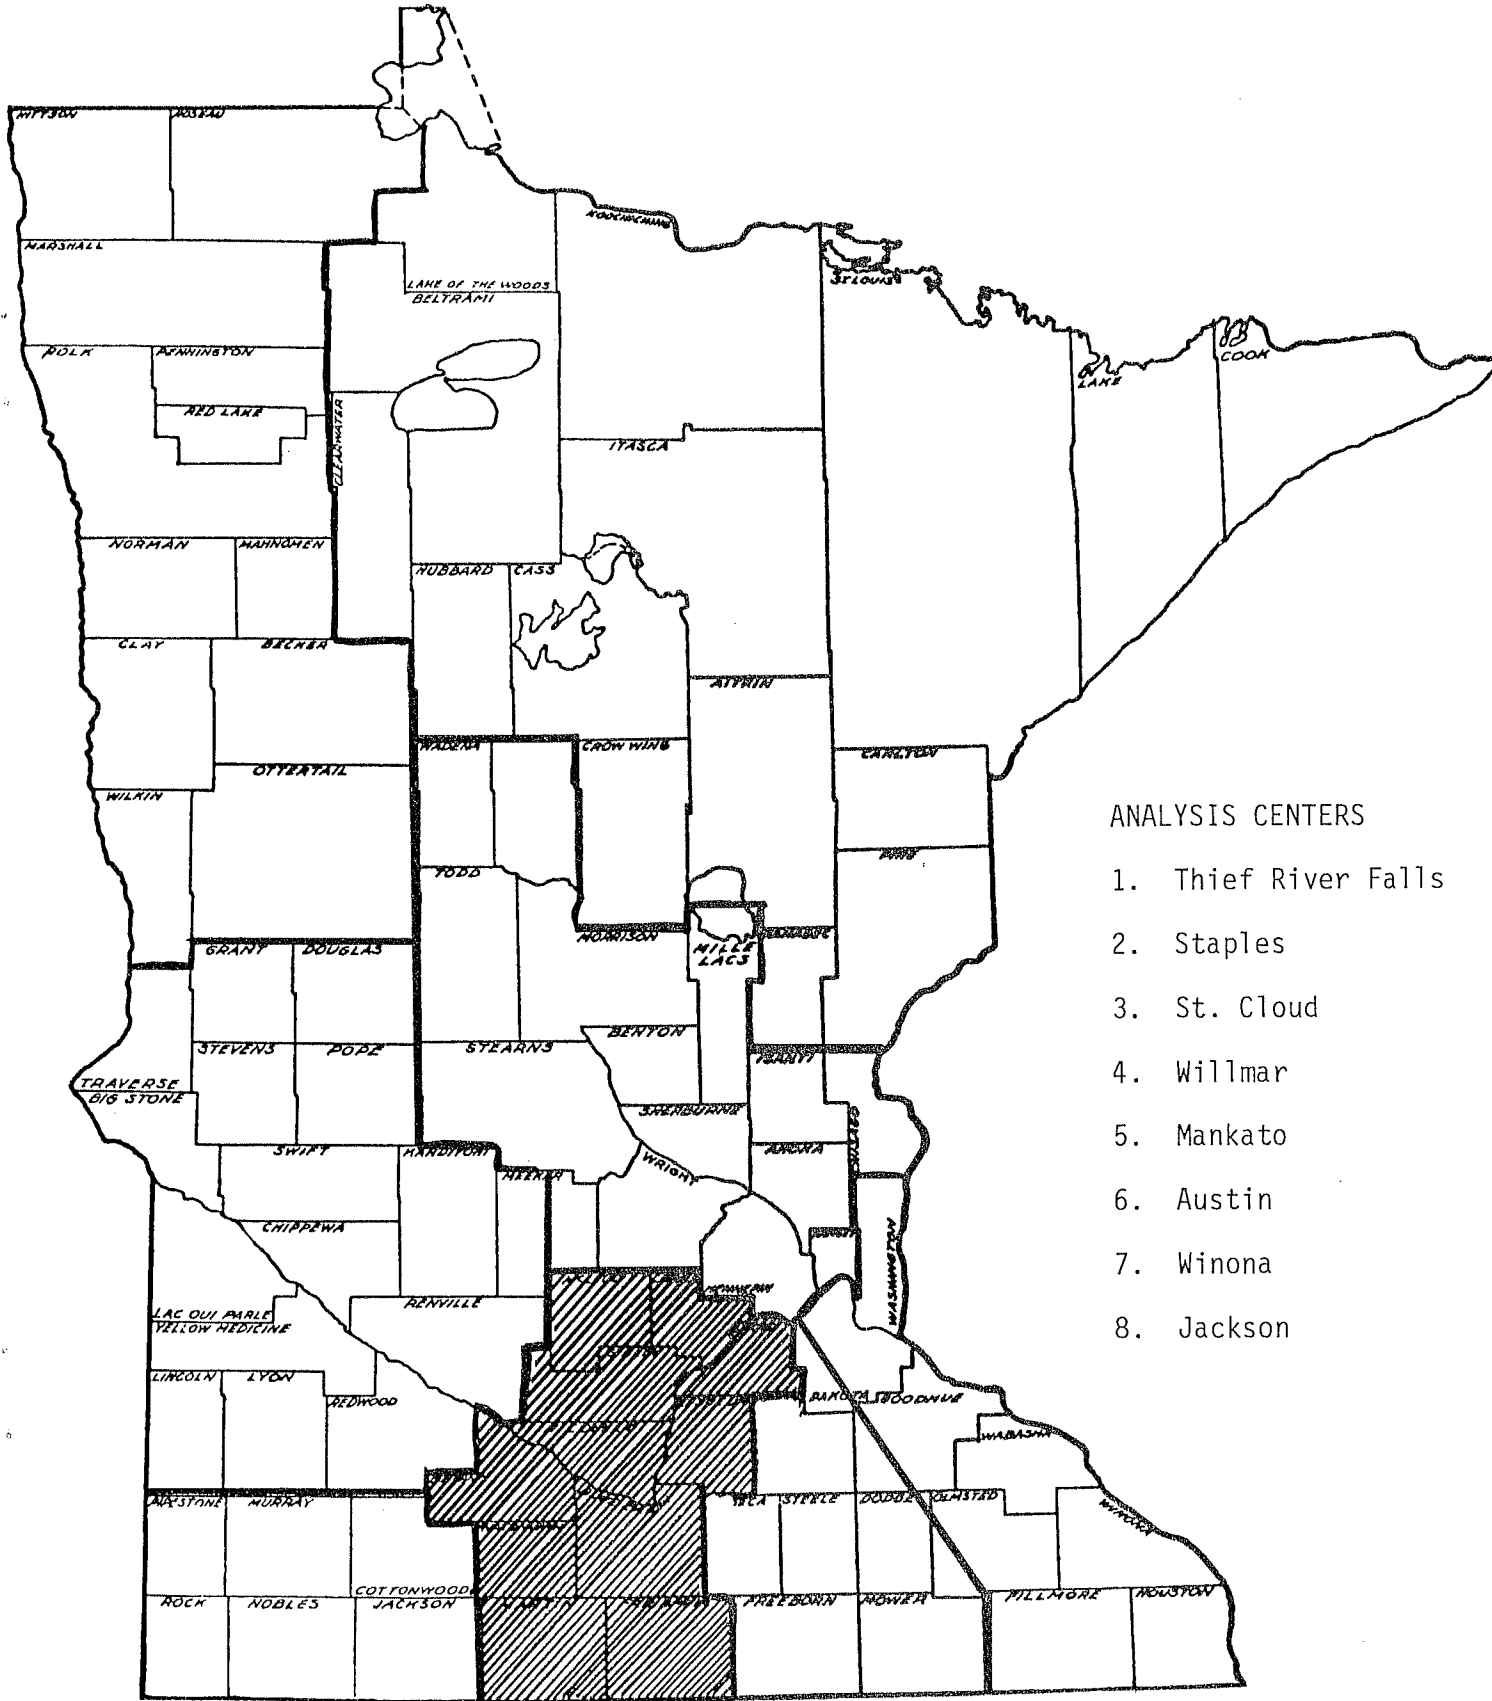 KITTSON
ROSEAU
MARSHALL
KOOCHICHING
ST LOUIS
LAKE OF THE WOODS
BELTRAMI
POLK
PENNINGTON
RED LAKE
CLEARWATER
COOK
LAKE
ITASCA
NORMAN
MAHNOMEN
HUBBARD
CASS
CLAY
BECKER
AITKIN
WADENA
CROW WING
CARLTON
OTTERTAIL
WILKIN
PINE
TODD
MORRISON
MILLE
LACS
KANABEC
GRANT
DOUGLAS
BENTON
STEVENS
POPE
STEARNS
ISANTI
TRAVERSE
BIG STONE
SHERBURNE
CHISAGO
SWIFT
KANDIYOHI
MEEKER
WRIGHT
ANOKA
CHIPPEWA
WASHINGTON
LAC QUI PARLE
YELLOW MEDICINE
RENVILLE
LINCOLN
LYON
REDWOOD
DAKOTA
GOODHUE
WABASHA
PIPESTONE
MURRAY
STEELE
DODGE
OLMSTED
WINONA
COTTONWOOD
ROCK
NOBLES
JACKSON
FREEBORN
MOWER
FILLMORE
HOUSTON
ANALYSIS CENTERS
1. Thief River Falls
2. Staples
3. St. Cloud
4. Willmar
5. Mankato
6. Austin
7. Winona
8. Jackson